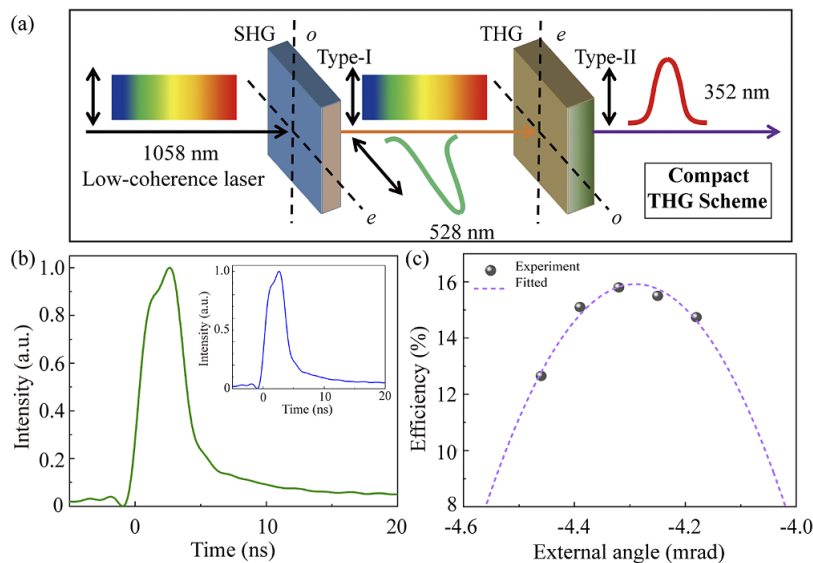 (a)
SHG
o
Type-I
THG
e
Type-II
352 nm
1058 nm
Low-coherence laser
e
528 nm
o
Compact
THG Scheme
(b)
Intensity (a.u.)
1.0
0.8
0.6
0.4
0.2
0
0
10
20
Time (ns)
Intensity (a.u.)
1.0
0.5
0
0
10
20
Time (ns)
(c)
Experiment
Fitted
Efficiency (%)
16
14
12
10
8
-4.6
-4.4
-4.2
-4.0
External angle (mrad)